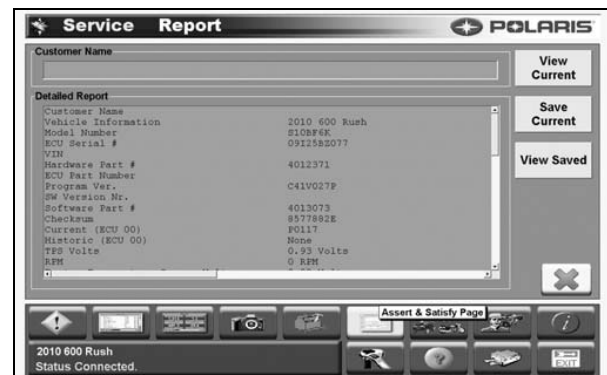 Service Report
POLARIS
Customer Name
View Current
Detailed Report
Customer Name
Vehicle Information 2010 600 Rush
Model Number S10BF6K
ECU Serial # 09I25BZ077
VIN
Hardware Part # 4012371
ECU Part Number
Program Ver. C41V027P
SW Version Nr.
Software Part # 4013073
Checksum 8577882E
Current (ECU 00) P0117
Historic (ECU 00) None
TPS Volts 0.93 Volts
RPM 0 RPM
Save Current
View Saved
Assert & Satisfy Page
2010 600 Rush
Status Connected.
EXIT